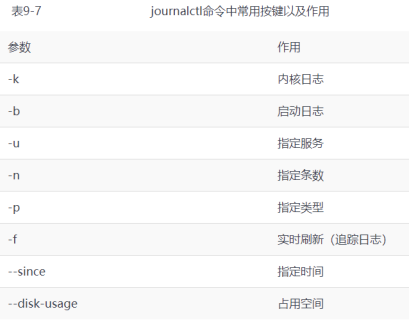 表9-7 journalctl命令中常用按键以及作用
参数 作用
-k 内核日志
-b 启动日志
-u 指定服务
-n 指定条数
-p 指定类型
-f 实时刷新（追踪日志）
--since 指定时间
--disk-usage 占用空间